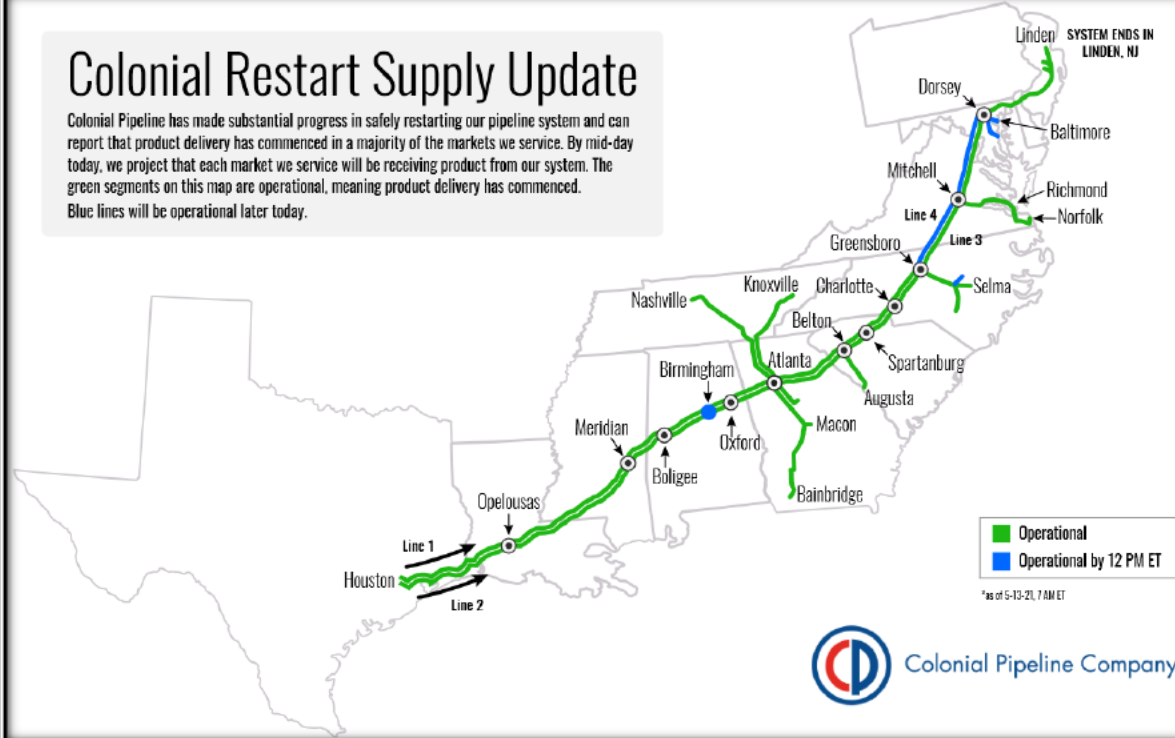 Colonial Restart Supply Update
Colonial Pipeline has made substantial progress in safely restarting our pipeline system and can
report that product delivery has commenced in a majority of the markets we service. By mid-day
today, we project that each market we service will be receiving product from our system. The
green segments on this map are operational, meaning product delivery has commenced.
Blue lines will be operational later today.
Linden
SYSTEM ENDS IN
LINDEN, NJ
Dorsey
Baltimore
Mitchell
Richmond
Norfolk
Line 4
Line 3
Greensboro
Selma
Charlotte
Knoxville
Nashville
Belton
Spartanburg
Atlanta
Birmingham
Augusta
Oxford
Macon
Meridian
Boligee
Bainbridge
Opelousas
Line 1
Houston
Line 2
Operational
Operational by 12 PM ET
*as of 5-13-21, 7 AM ET
Colonial Pipeline Company